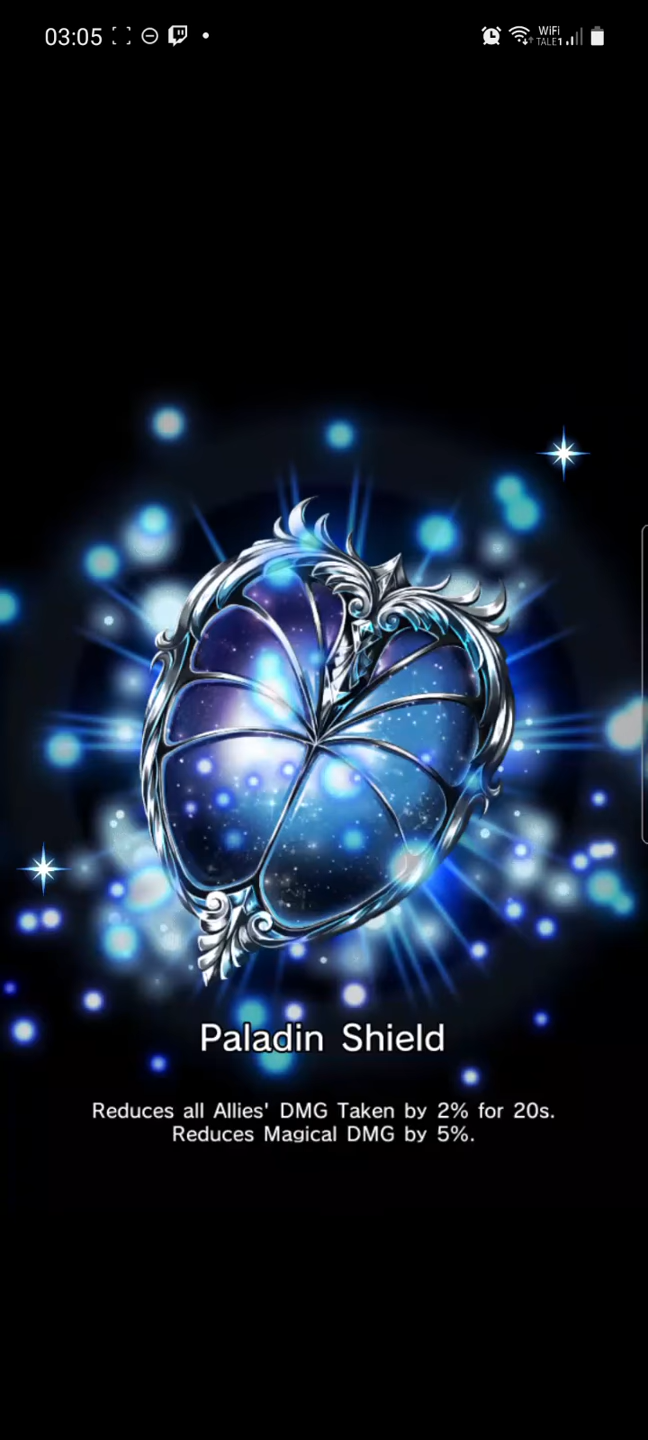 03:05
WiFi
TALE1
Paladin Shield
Reduces all Allies' DMG Taken by 2% for 20s.
Reduces Magical DMG by 5%.